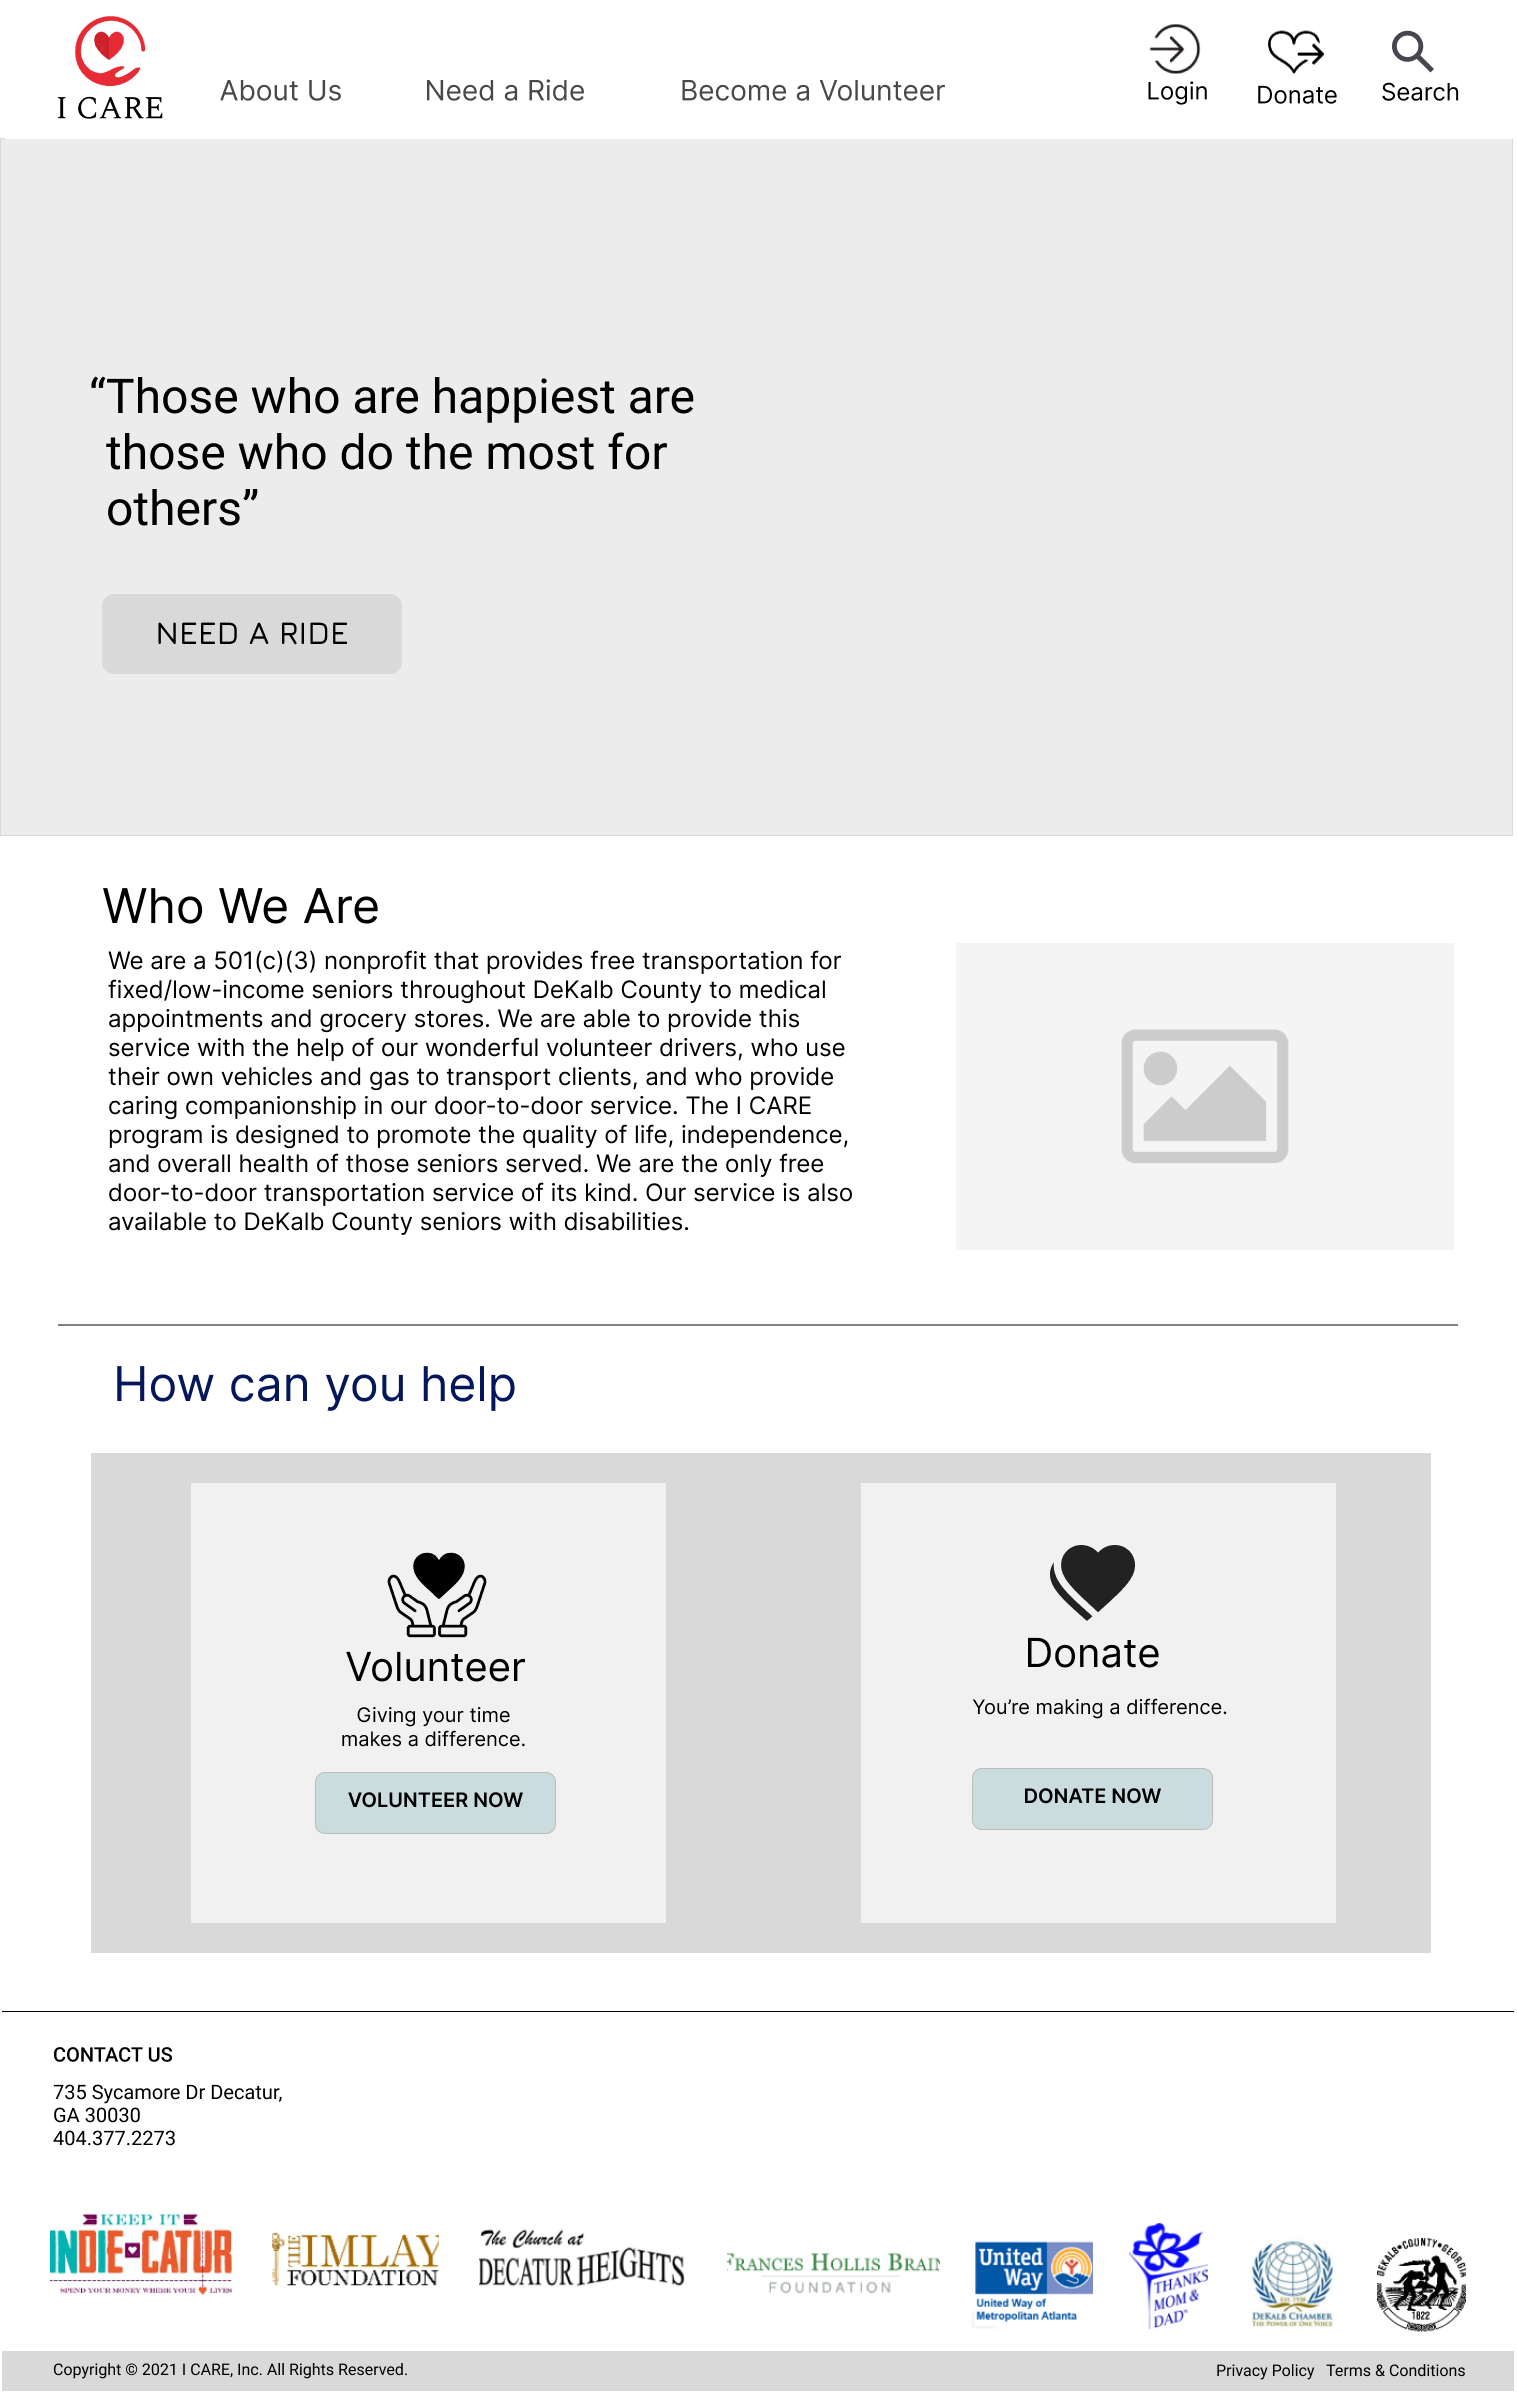 I CARE
About Us
Need a Ride
Become a Volunteer
Login
Donate
Search
“Those who are happiest are
those who do the most for
others”
NEED A RIDE
Who We Are
We are a 501(c)(3) nonprofit that provides free transportation for
fixed/low-income seniors throughout DeKalb County to medical
appointments and grocery stores. We are able to provide this
service with the help of our wonderful volunteer drivers, who use
their own vehicles and gas to transport clients, and who provide
caring companionship in our door-to-door service. The I CARE
program is designed to promote the quality of life, independence,
and overall health of those seniors served. We are the only free
door-to-door transportation service of its kind. Our service is also
available to DeKalb County seniors with disabilities.
How can you help
Volunteer
Giving your time
makes a difference.
VOLUNTEER NOW
Donate
You’re making a difference.
DONATE NOW
CONTACT US
735 Sycamore Dr Decatur,
GA 30030
404.377.2273
KEEP IT
INDIE-CATUR
SPEND YOUR MONEY WHERE YOUR LIVES
THE IMLAY
FOUNDATION
The Church at
DECATUR HEIGHTS
FRANCES HOLLIS BRAIN
FOUNDATION
United
Way
United Way of
Metropolitan Atlanta
THANKS
MOM &
DAD
EST. 1938
DEKALB CHAMBER
THE POWER OF ONE VOICE
DEKALB•COUNTY•GEORGIA
1822
Copyright © 2021 I CARE, Inc. All Rights Reserved.
Privacy Policy
Terms & Conditions